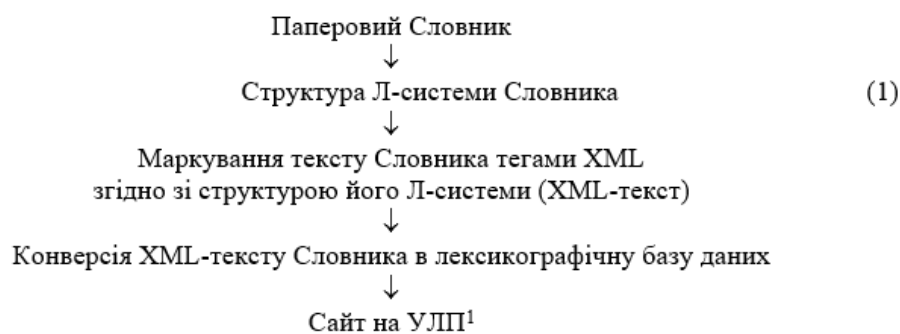 Паперовий Словник
↓
Структура Л-системи Словника (1)
↓
Маркування тексту Словника тегами XML
згідно зі структурою його Л-системи (XML-текст)
↓
Конверсія XML-тексту Словника в лексикографічну базу даних
↓
Сайт на УЛП¹